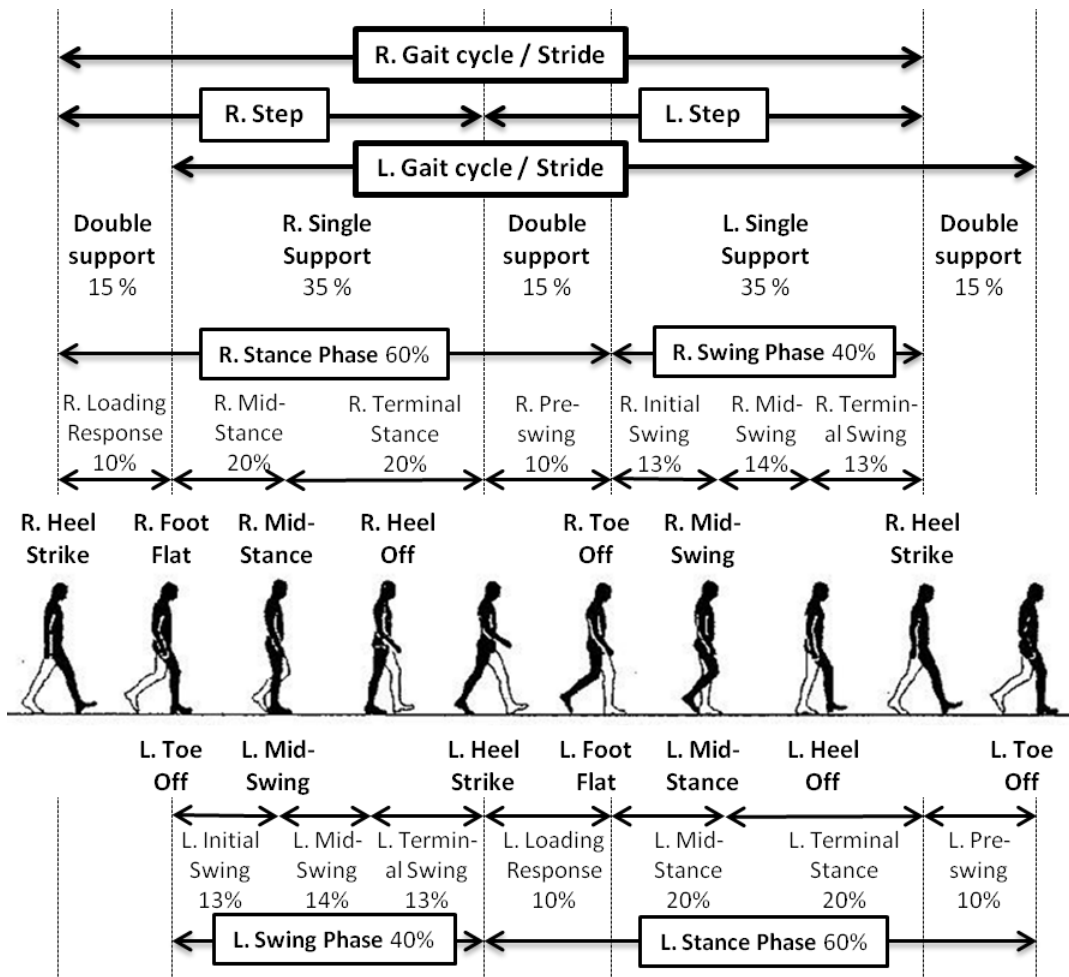 R. Gait cycle / Stride
R. Step
L. Step
L. Gait cycle / Stride
Double
support
15 %
R. Single
Support
35 %
Double
support
15 %
L. Single
Support
35 %
Double
support
15 %
R. Stance Phase 60%
R. Swing Phase 40%
R. Loading
Response
10%
R. Mid-
Stance
20%
R. Terminal
Stance
20%
R. Pre-
swing
10%
R. Initial
Swing
13%
R. Mid-
Swing
14%
R. Termin-
al Swing
13%
R. Heel
Strike
R. Foot
Flat
R. Mid-
Stance
R. Heel
Off
R. Toe
Off
R. Mid-
Swing
R. Heel
Strike
L. Toe
Off
L. Mid-
Swing
L. Heel
Strike
L. Foot
Flat
L. Mid-
Stance
L. Heel
Off
L. Toe
Off
L. Initial
Swing
13%
L. Mid-
Swing
14%
L. Termin-
al Swing
13%
L. Loading
Response
10%
L. Mid-
Stance
20%
L. Terminal
Stance
20%
L. Pre-
swing
10%
L. Swing Phase 40%
L. Stance Phase 60%